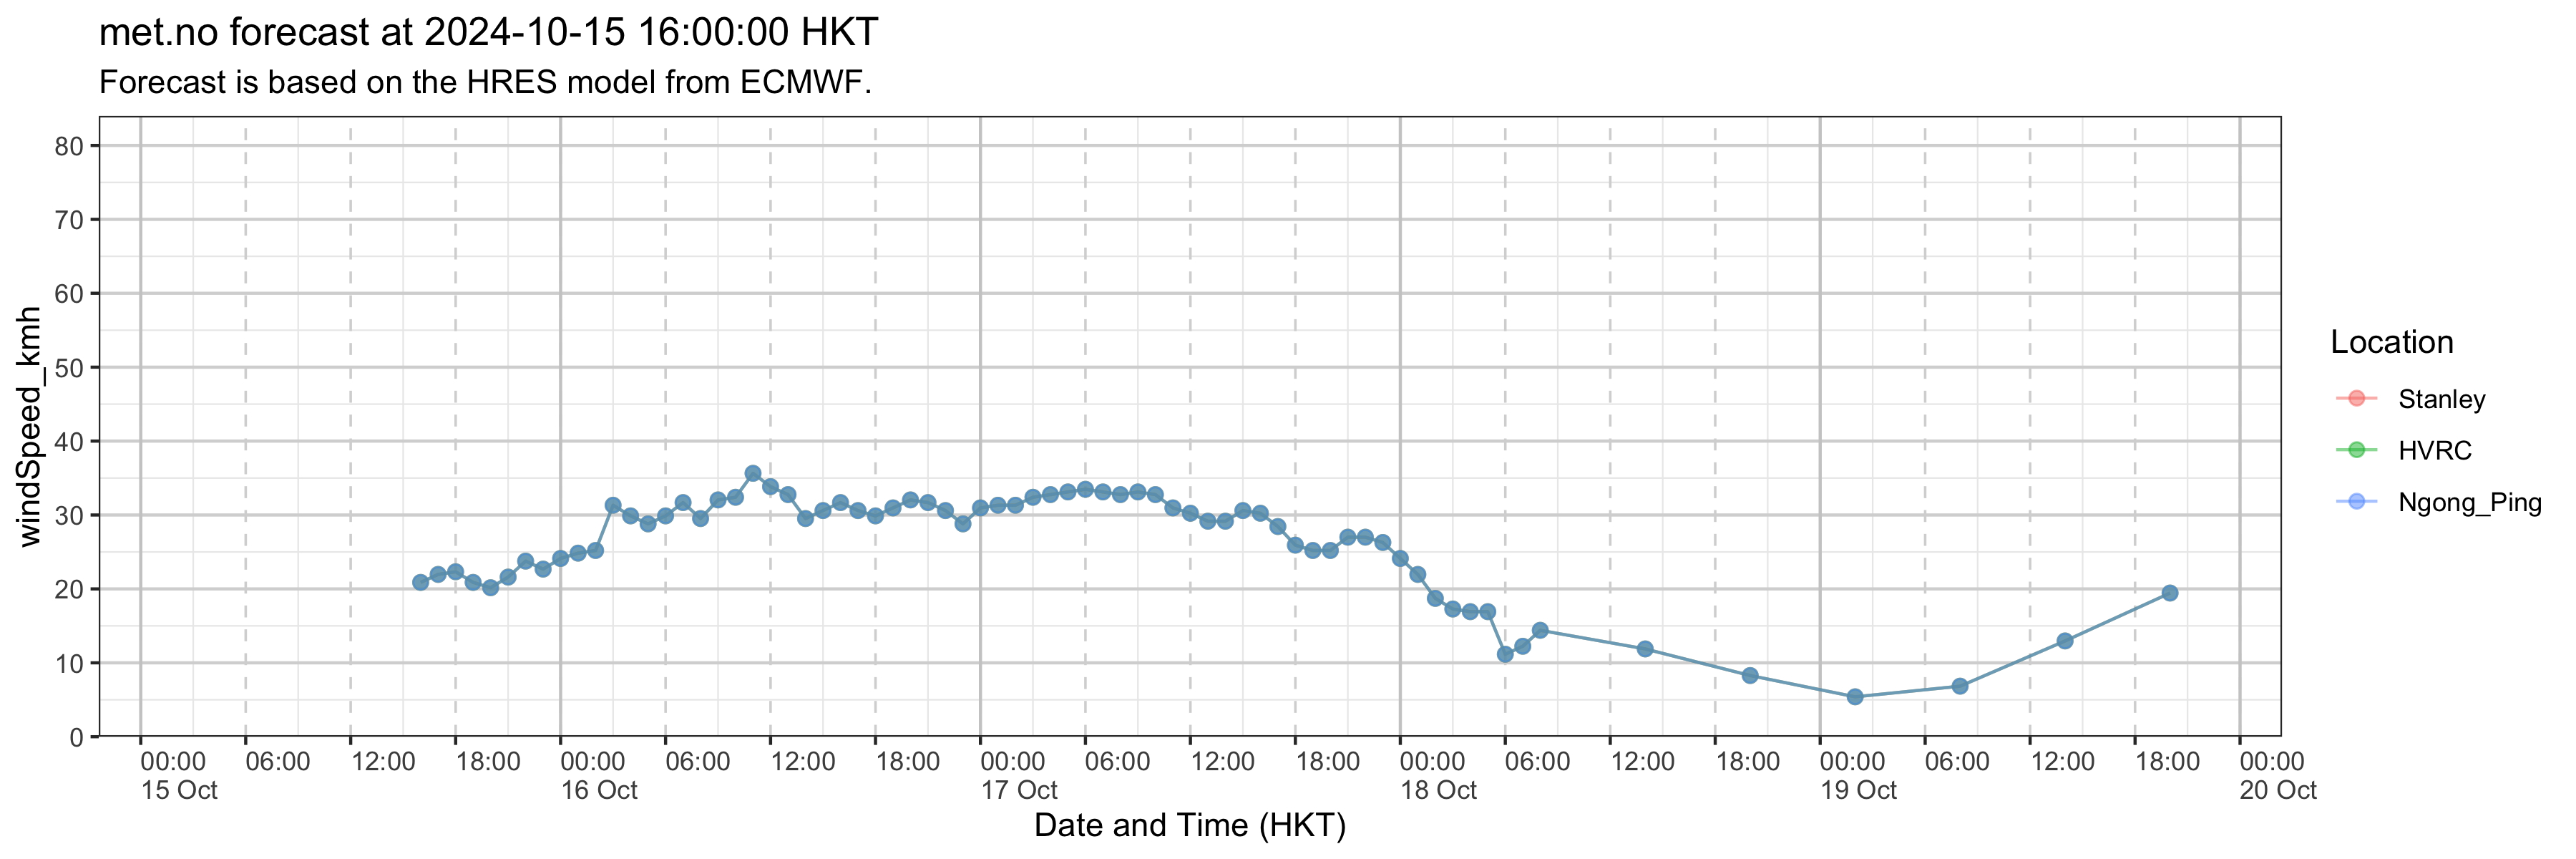 met.no forecast at 2024-10-15 16:00:00 HKT
Forecast is based on the HRES model from ECMWF.
windSpeed_kmh
80
70
60
50
40
30
20
10
0
00:00 06:00 12:00 18:00 00:00 06:00 12:00 18:00 00:00 06:00 12:00 18:00 00:00 06:00 12:00 18:00 00:00 06:00 12:00 18:00 00:00
15 Oct 16 Oct 17 Oct 18 Oct 19 Oct 20 Oct
Date and Time (HKT)
Location
Stanley
HVRC
Ngong_Ping